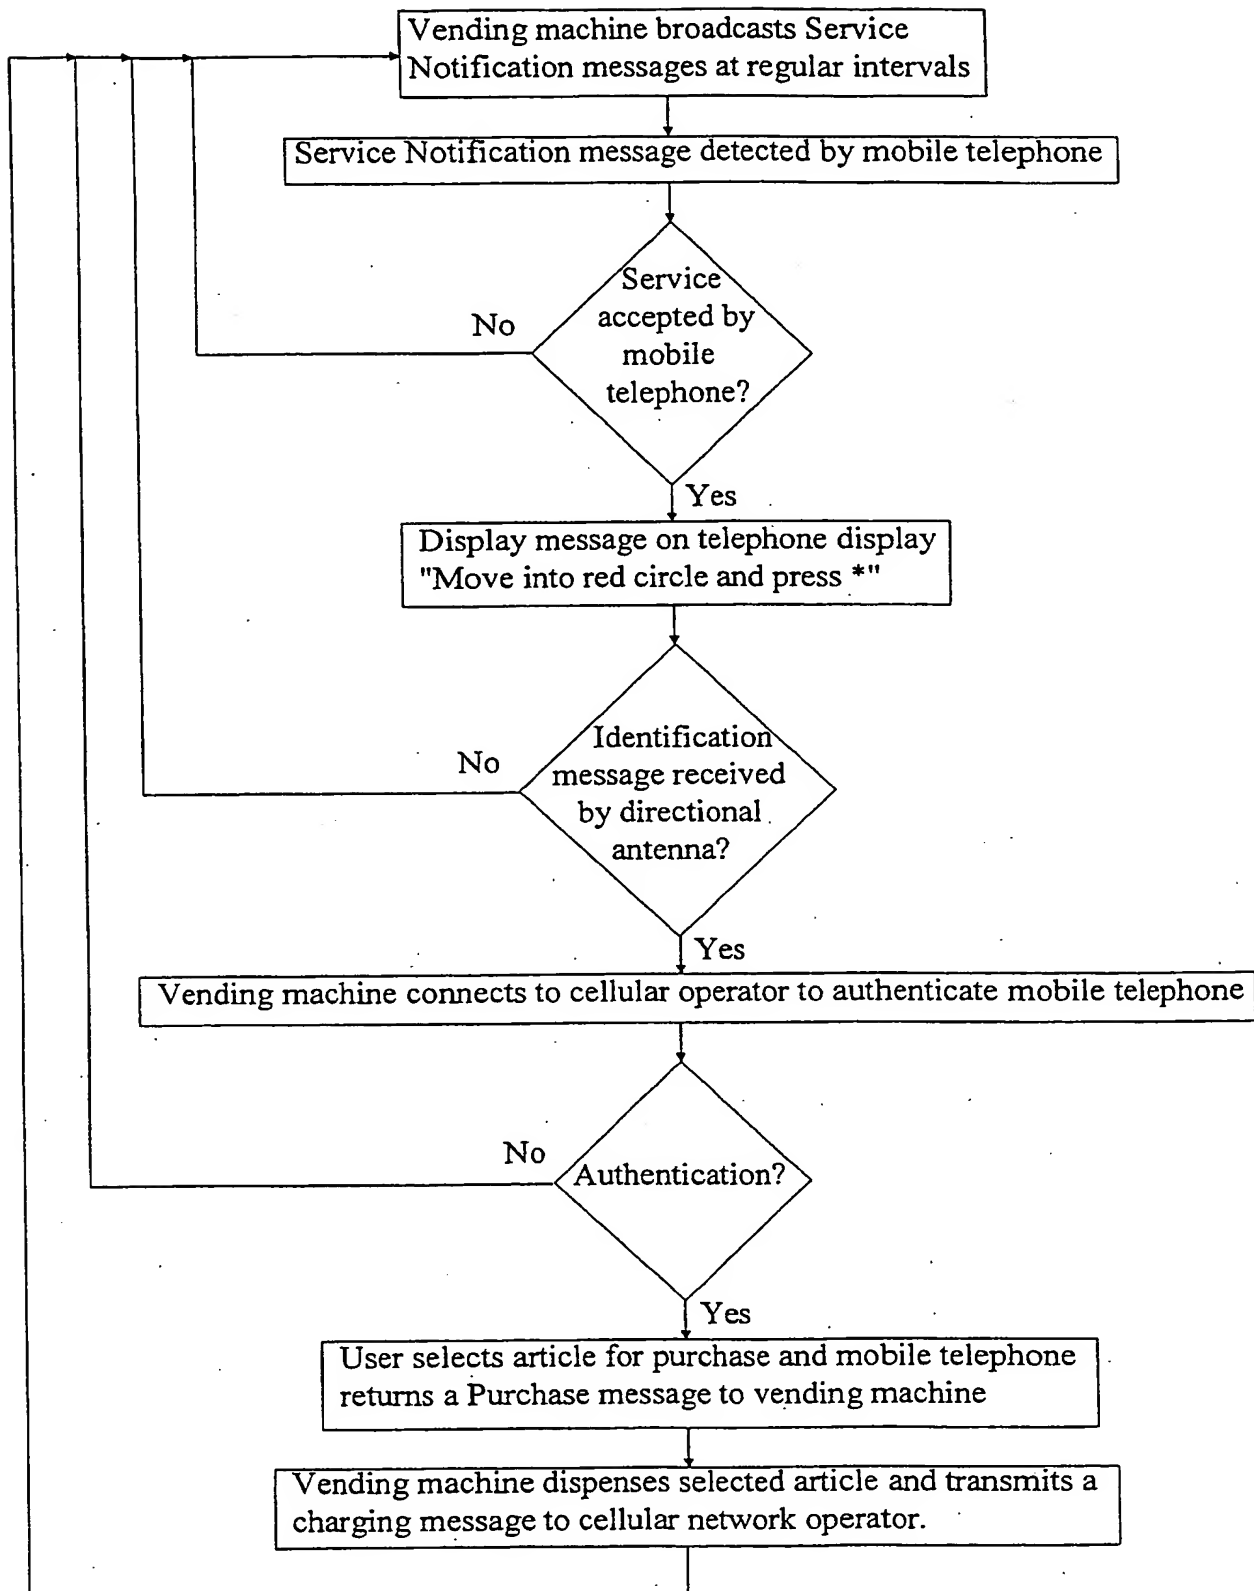 Vending machine broadcasts Service
Notification messages at regular intervals
Service Notification message detected by mobile telephone
Service
accepted by
mobile
telephone?
No
Yes
Display message on telephone display
"Move into red circle and press *"
Identification
message received
by directional
antenna?
No
Yes
Vending machine connects to cellular operator to authenticate mobile telephone
Authentication?
No
Yes
User selects article for purchase and mobile telephone
returns a Purchase message to vending machine
Vending machine dispenses selected article and transmits a
charging message to cellular network operator.